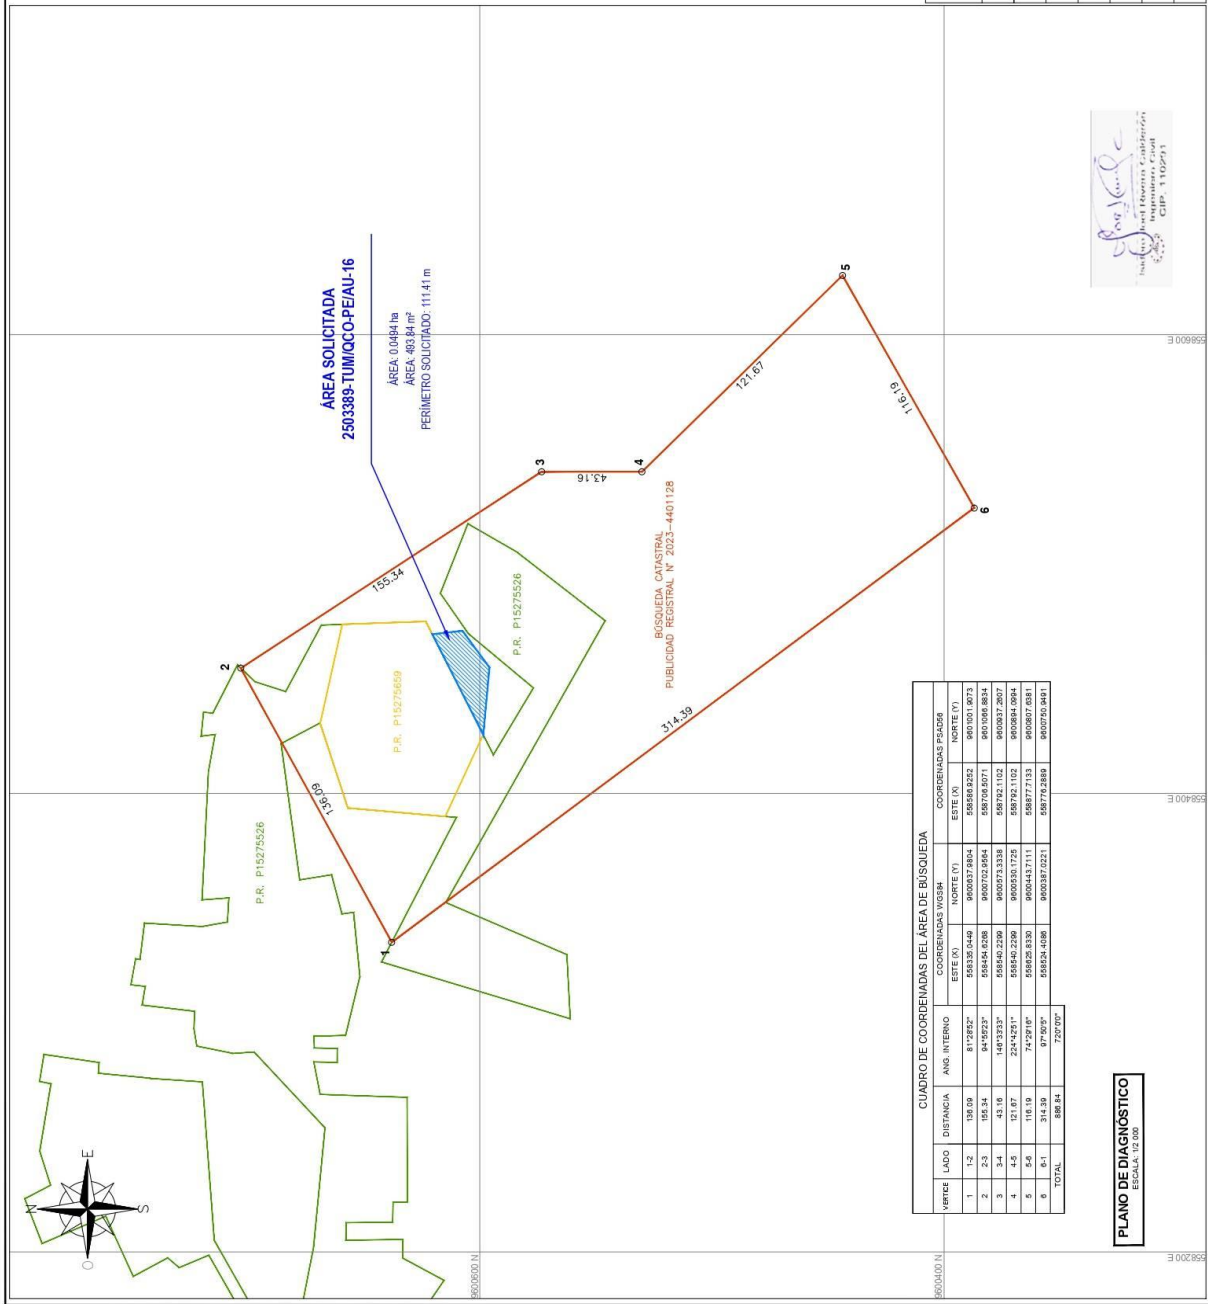 N
E
S
O
ÁREA SOLICITADA
2503389-TUM/QCO-PE/AU-16
ÁREA: 0.0494 ha
ÁREA: 493.84 m²
PERÍMETRO SOLICITADO: 111.41 m
P.R. P15275526
P.R. P15275659
P.R. P15275526
1
2
3
4
5
6
136.09
155.34
43.16
121.67
116.19
314.39
BÚSQUEDA CATASTRAL
PUBLICIDAD REGISTRAL N° 2023-4401128
9600600 N
9600400 N
558200 E
558400 E
558600 E
CUADRO DE COORDENADAS DEL ÁREA DE BÚSQUEDA
VERTICE LADO DISTANCIA ANG. INTERNO COORDENADAS WGS84 COORDENADAS PSAD56
ESTE (X) NORTE (Y) ESTE (X) NORTE (Y)
1 1-2 136.09 81°28'52" 558335.0449 9600637.9804 558586.9252 9601001.9073
2 2-3 155.34 94°55'23" 558454.6268 9600702.9564 558706.5071 9601066.8834
3 3-4 43.16 146°33'33" 558540.2299 9600573.3338 558792.1102 9600937.2607
4 4-5 121.67 224°42'51" 558540.2299 9600530.1725 558792.1102 9600894.0994
5 5-6 116.19 74°29'16" 558625.8330 9600443.7111 558877.7133 9600807.6381
6 6-1 314.39 97°50'5" 558524.4086 9600387.0221 558776.2889 9600750.9491
TOTAL 886.84 720°0'0"
PLANO DE DIAGNÓSTICO
ESCALA: 1/2 000
Joel Rivera Calderón
Ingeniero Civil
CIP. 110291